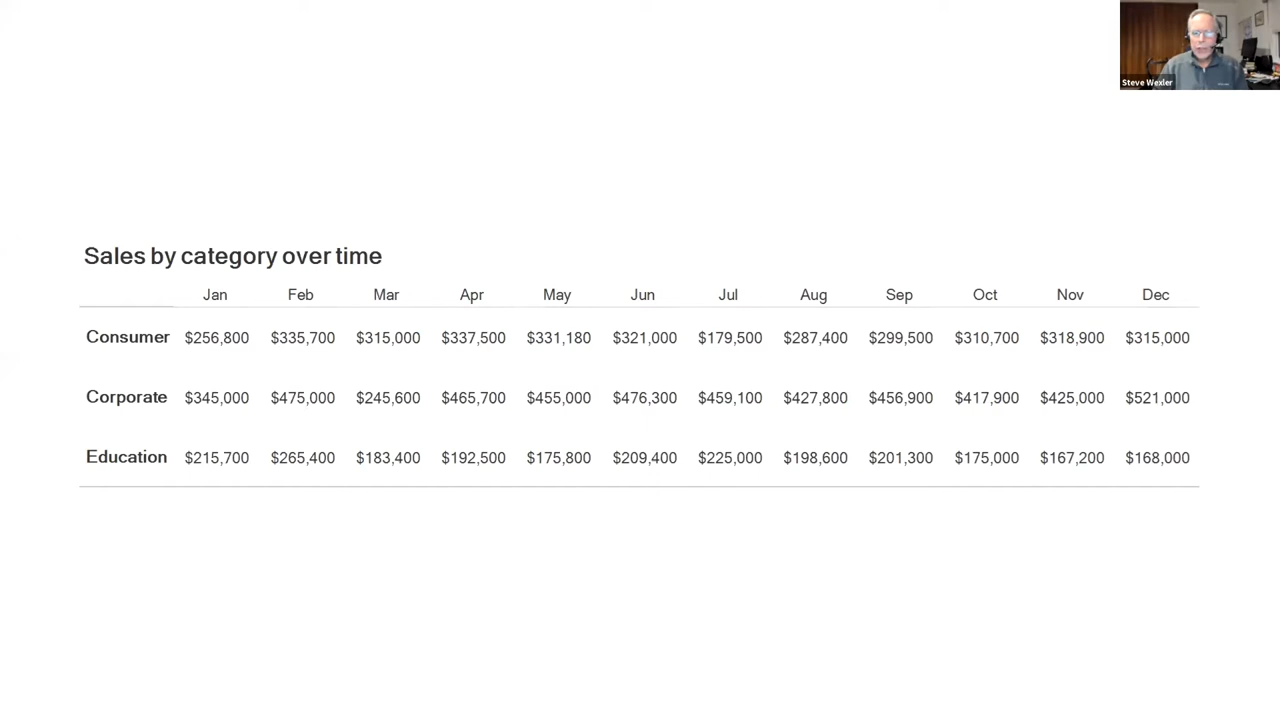 Steve Wexler
Sales by category over time
Jan Feb Mar Apr May Jun Jul Aug Sep Oct Nov Dec
Consumer $256,800 $335,700 $315,000 $337,500 $331,180 $321,000 $179,500 $287,400 $299,500 $310,700 $318,900 $315,000
Corporate $345,000 $475,000 $245,600 $465,700 $455,000 $476,300 $459,100 $427,800 $456,900 $417,900 $425,000 $521,000
Education $215,700 $265,400 $183,400 $192,500 $175,800 $209,400 $225,000 $198,600 $201,300 $175,000 $167,200 $168,000